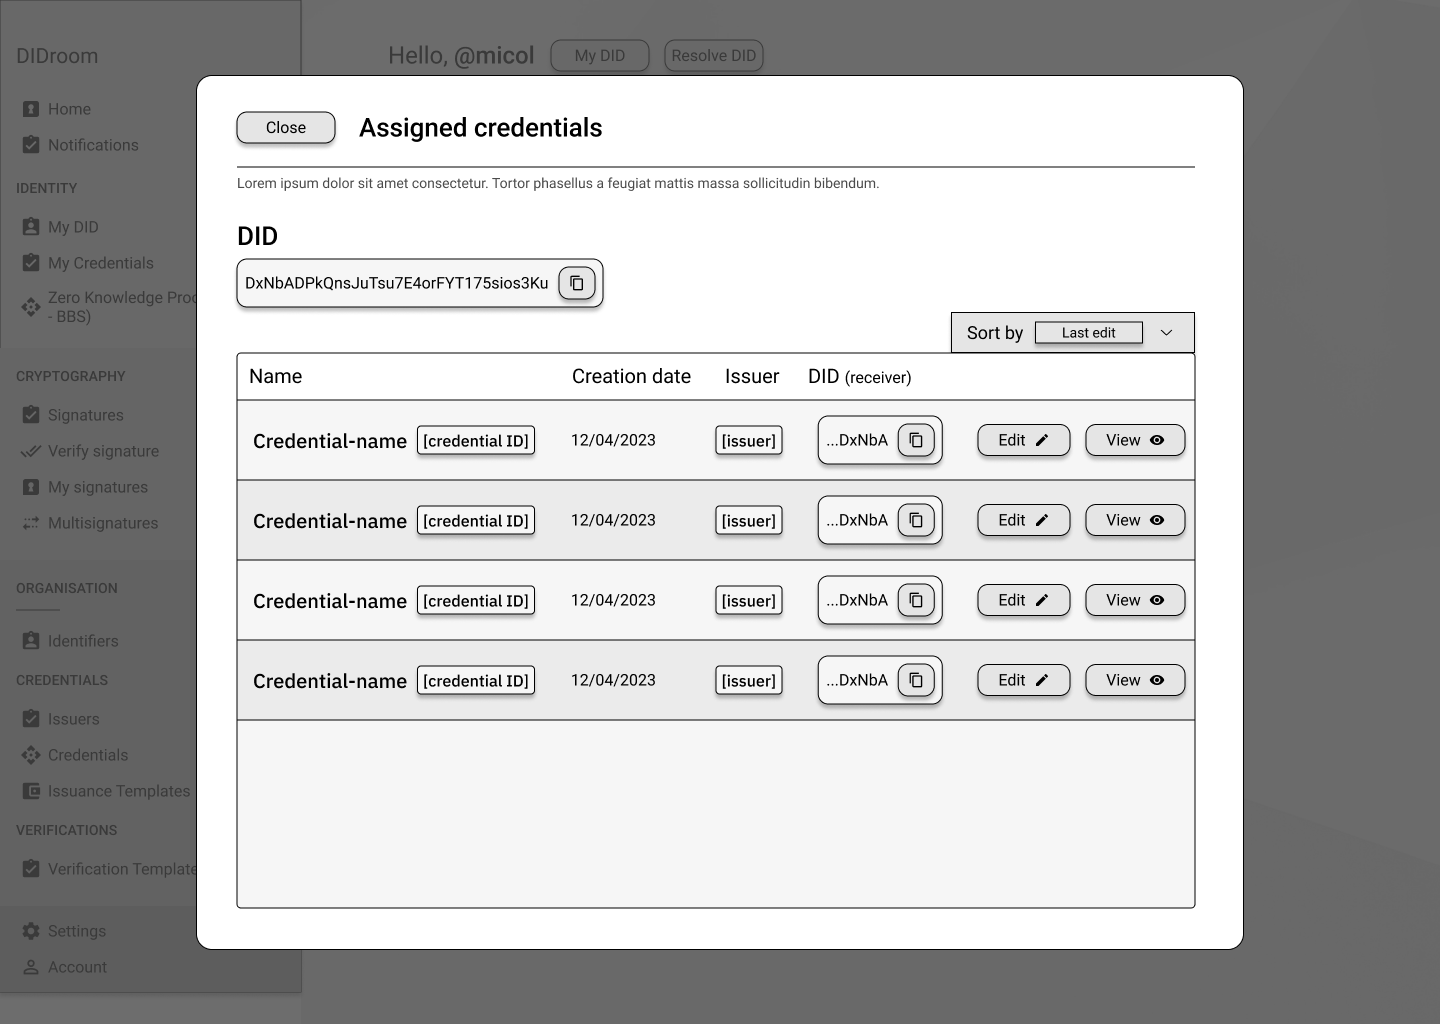 DIDroom
Hello, @micol
My DID
Resolve DID
Home
Notifications
IDENTITY
My DID
My Credentials
Zero Knowledge
- BBS)
CRYPTOGRAPHY
Signatures
Verify signature
My signatures
Multisignatures
ORGANISATION
Identifiers
CREDENTIALS
Issuers
Credentials
Issuance Templates
VERIFICATIONS
Verification
Settings
Account
Close
Assigned credentials
Lorem ipsum dolor sit amet consectetur. Tortor phasellus a feugiat mattis massa sollicitudin bibendum.
DID
DxNbADPkQnsJuTsu7E4orFYT175sios3Ku
Sort by Last edit
Name Creation date Issuer DID (receiver)
Credential-name [credential ID] 12/04/2023 [issuer] ...DxNbA Edit View
Credential-name [credential ID] 12/04/2023 [issuer] ...DxNbA Edit View
Credential-name [credential ID] 12/04/2023 [issuer] ...DxNbA Edit View
Credential-name [credential ID] 12/04/2023 [issuer] ...DxNbA Edit View